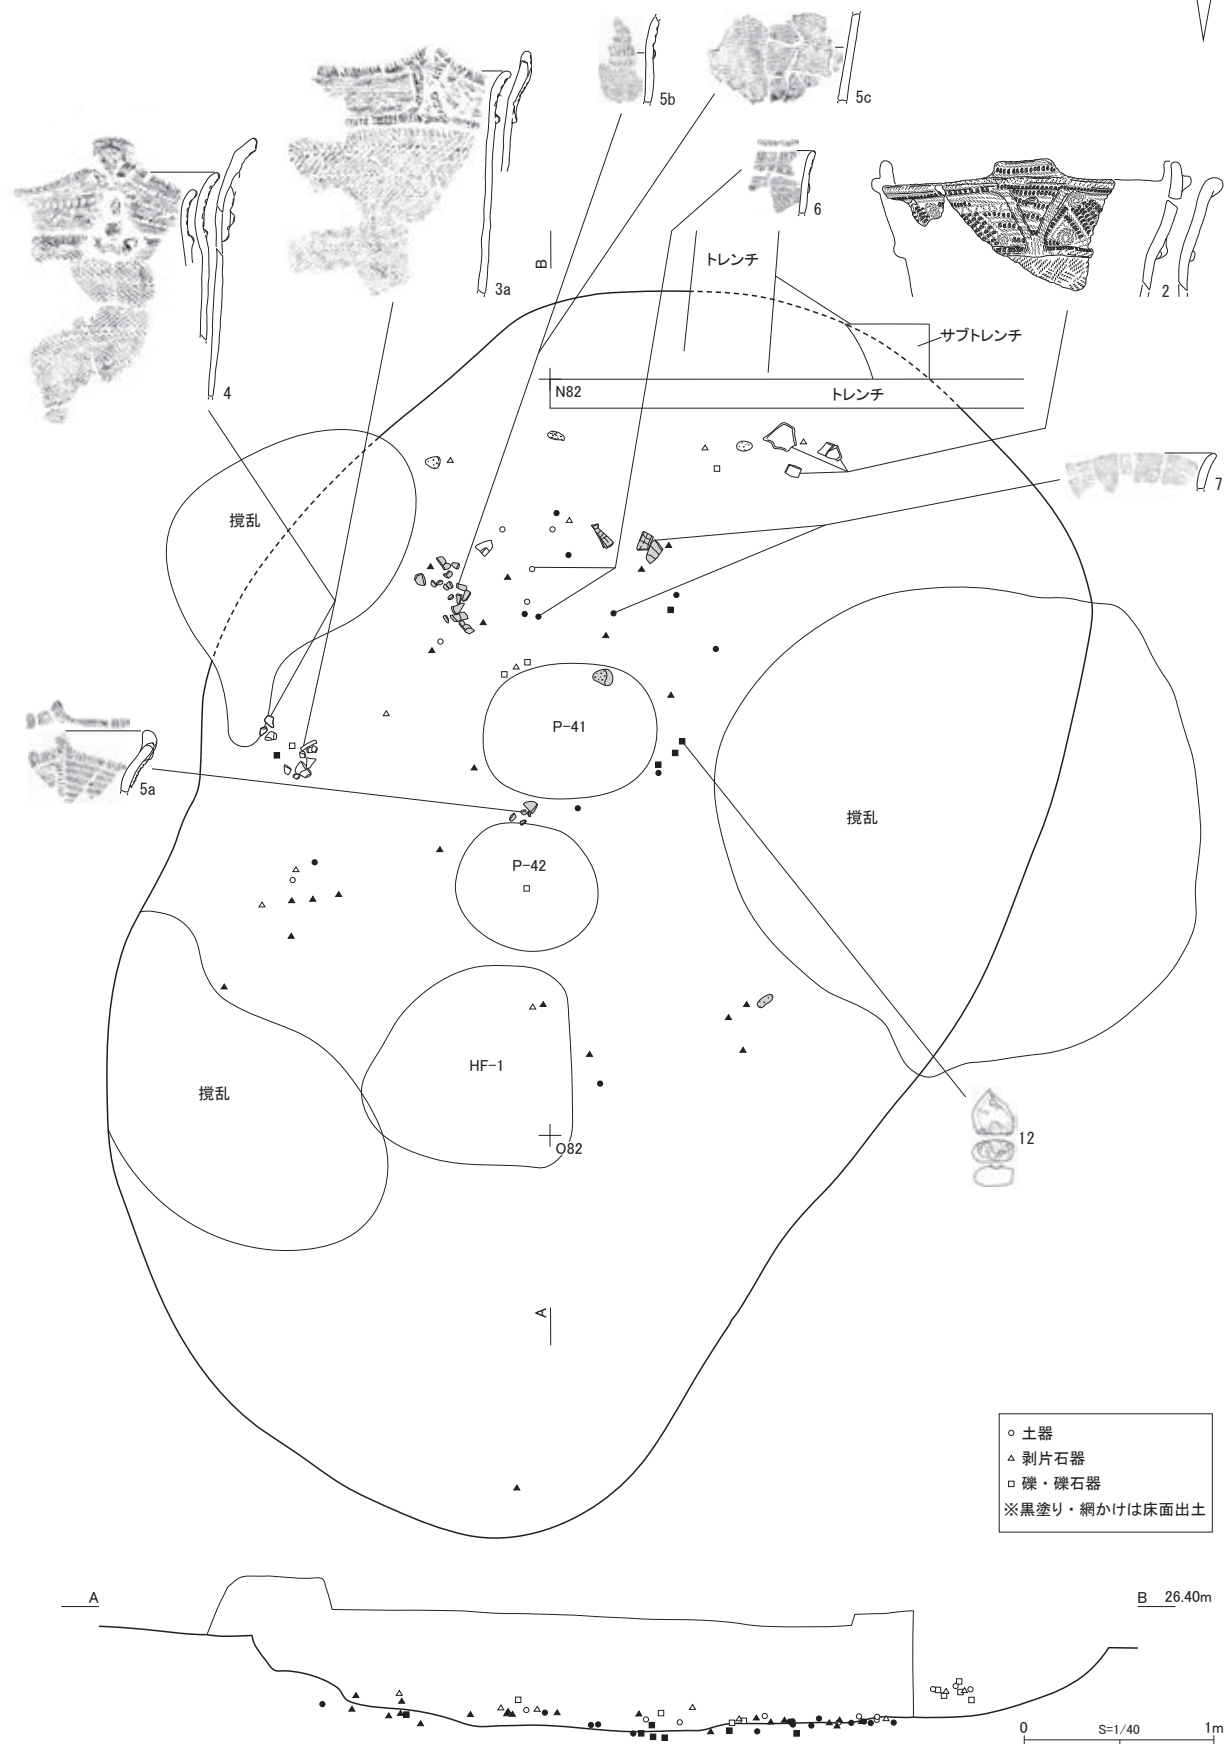 5b
5c
6
トレンチ
B
3a
2
サブトレンチ
4
N82
トレンチ
7
撹乱
P-41
5a
撹乱
P-42
HF-1
撹乱
O82
12
A
○ 土器
△ 剥片石器
□ 礫・礫石器
※黒塗り・網かけは床面出土
A
B 26.40m
0 S=1/40 1m